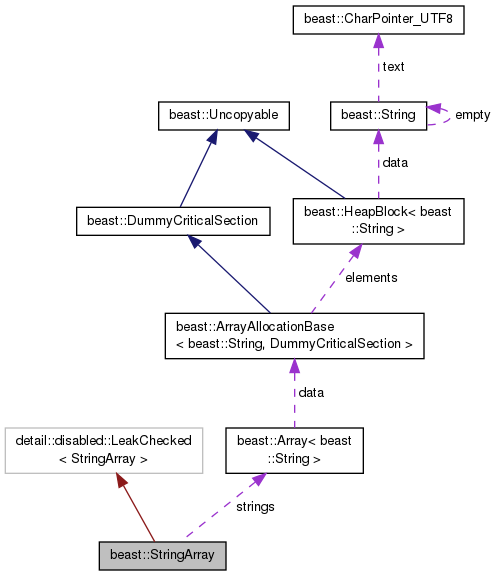 beast::CharPointer_UTF8
text
beast::Uncopyable
beast::String
empty
data
beast::DummyCriticalSection
beast::HeapBlock< beast
::String >
elements
beast::ArrayAllocationBase
< beast::String, DummyCriticalSection >
data
detail::disabled::LeakChecked
< StringArray >
beast::Array< beast
::String >
strings
beast::StringArray